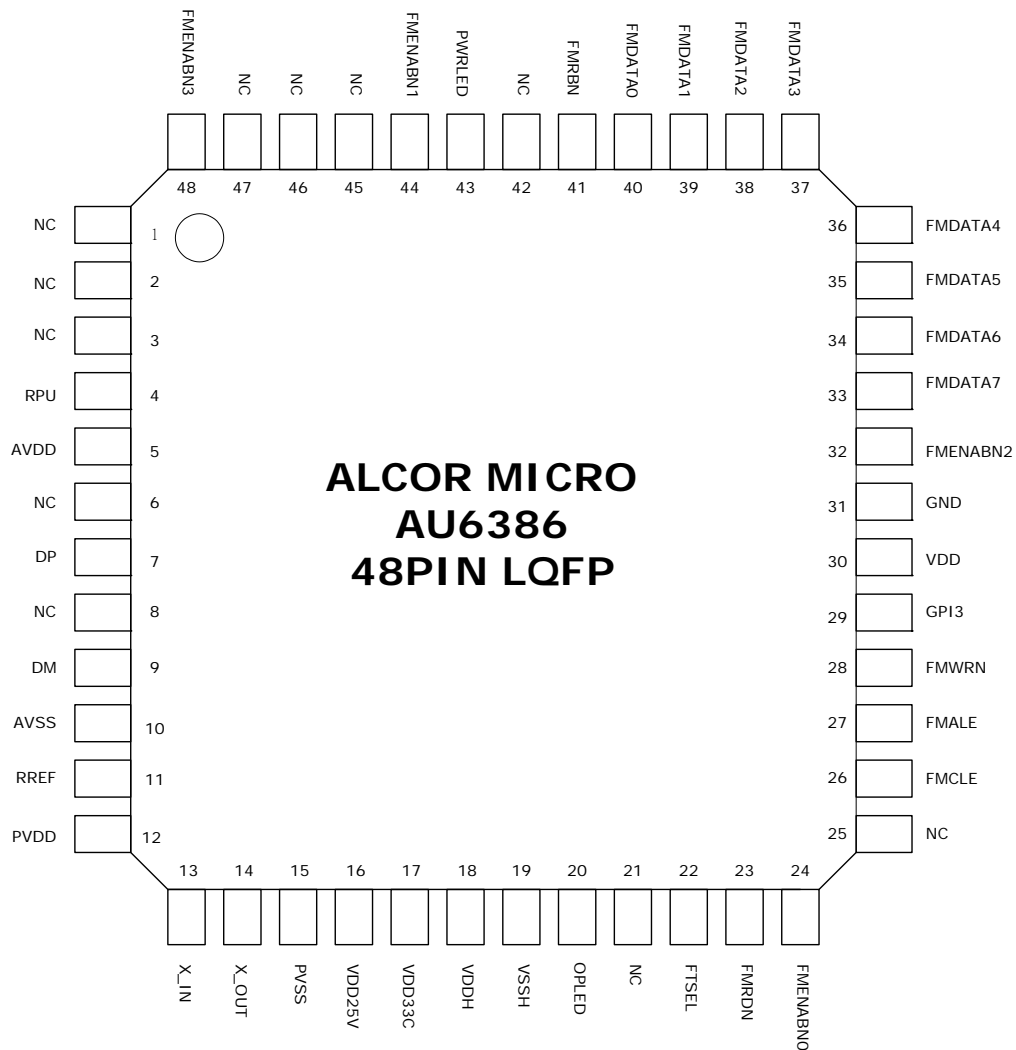 FMENABN3
NC
NC
NC
FMENABN1
PWRLED
NC
FMRBN
FMDATA0
FMDATA1
FMDATA2
FMDATA3
48 47 46 45 44 43 42 41 40 39 38 37
NC 1
NC 2
NC 3
RPU 4
AVDD 5
NC 6
DP 7
NC 8
DM 9
AVSS 10
RREF 11
PVDD 12
ALCOR MICRO
AU6386
48PIN LQFP
36 FMDATA4
35 FMDATA5
34 FMDATA6
33 FMDATA7
32 FMENABN2
31 GND
30 VDD
29 GPI3
28 FMWRN
27 FMALE
26 FMCLE
25 NC
13 14 15 16 17 18 19 20 21 22 23 24
X_IN
X_OUT
PVSS
VDD25V
VDD33C
VDDH
VSSH
OPLED
NC
FTSEL
FMRDN
FMENABN0